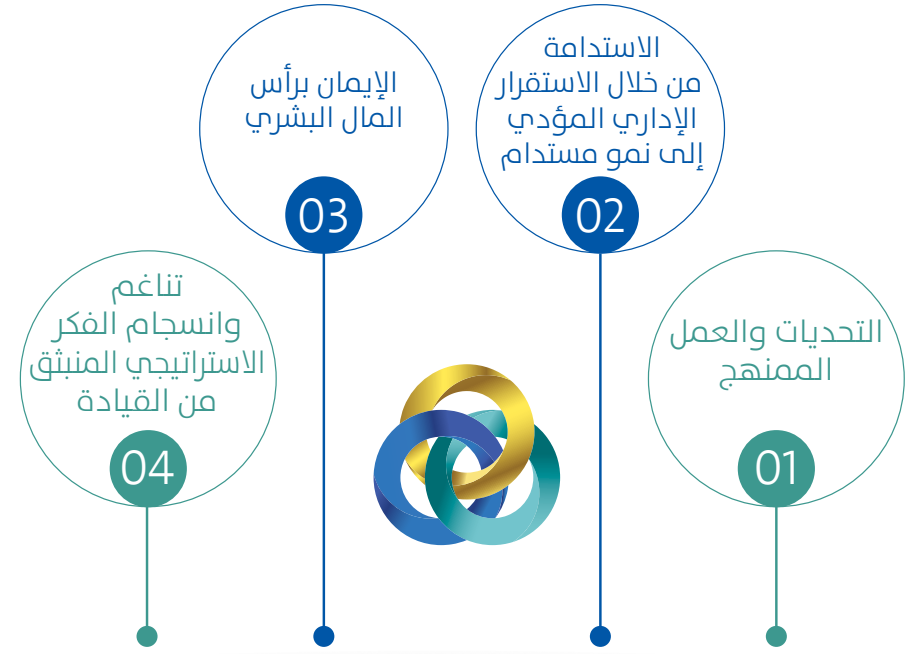 التحديات والعمل
الممنهج
01
الاستدامة
من خلال الاستقرار
الإداري المؤدي
إلى نمو مستدام
02
الإيمان برأس
المال البشري
03
تناغم
وانسجام الفكر
الاستراتيجي المنبثق
من القيادة
04